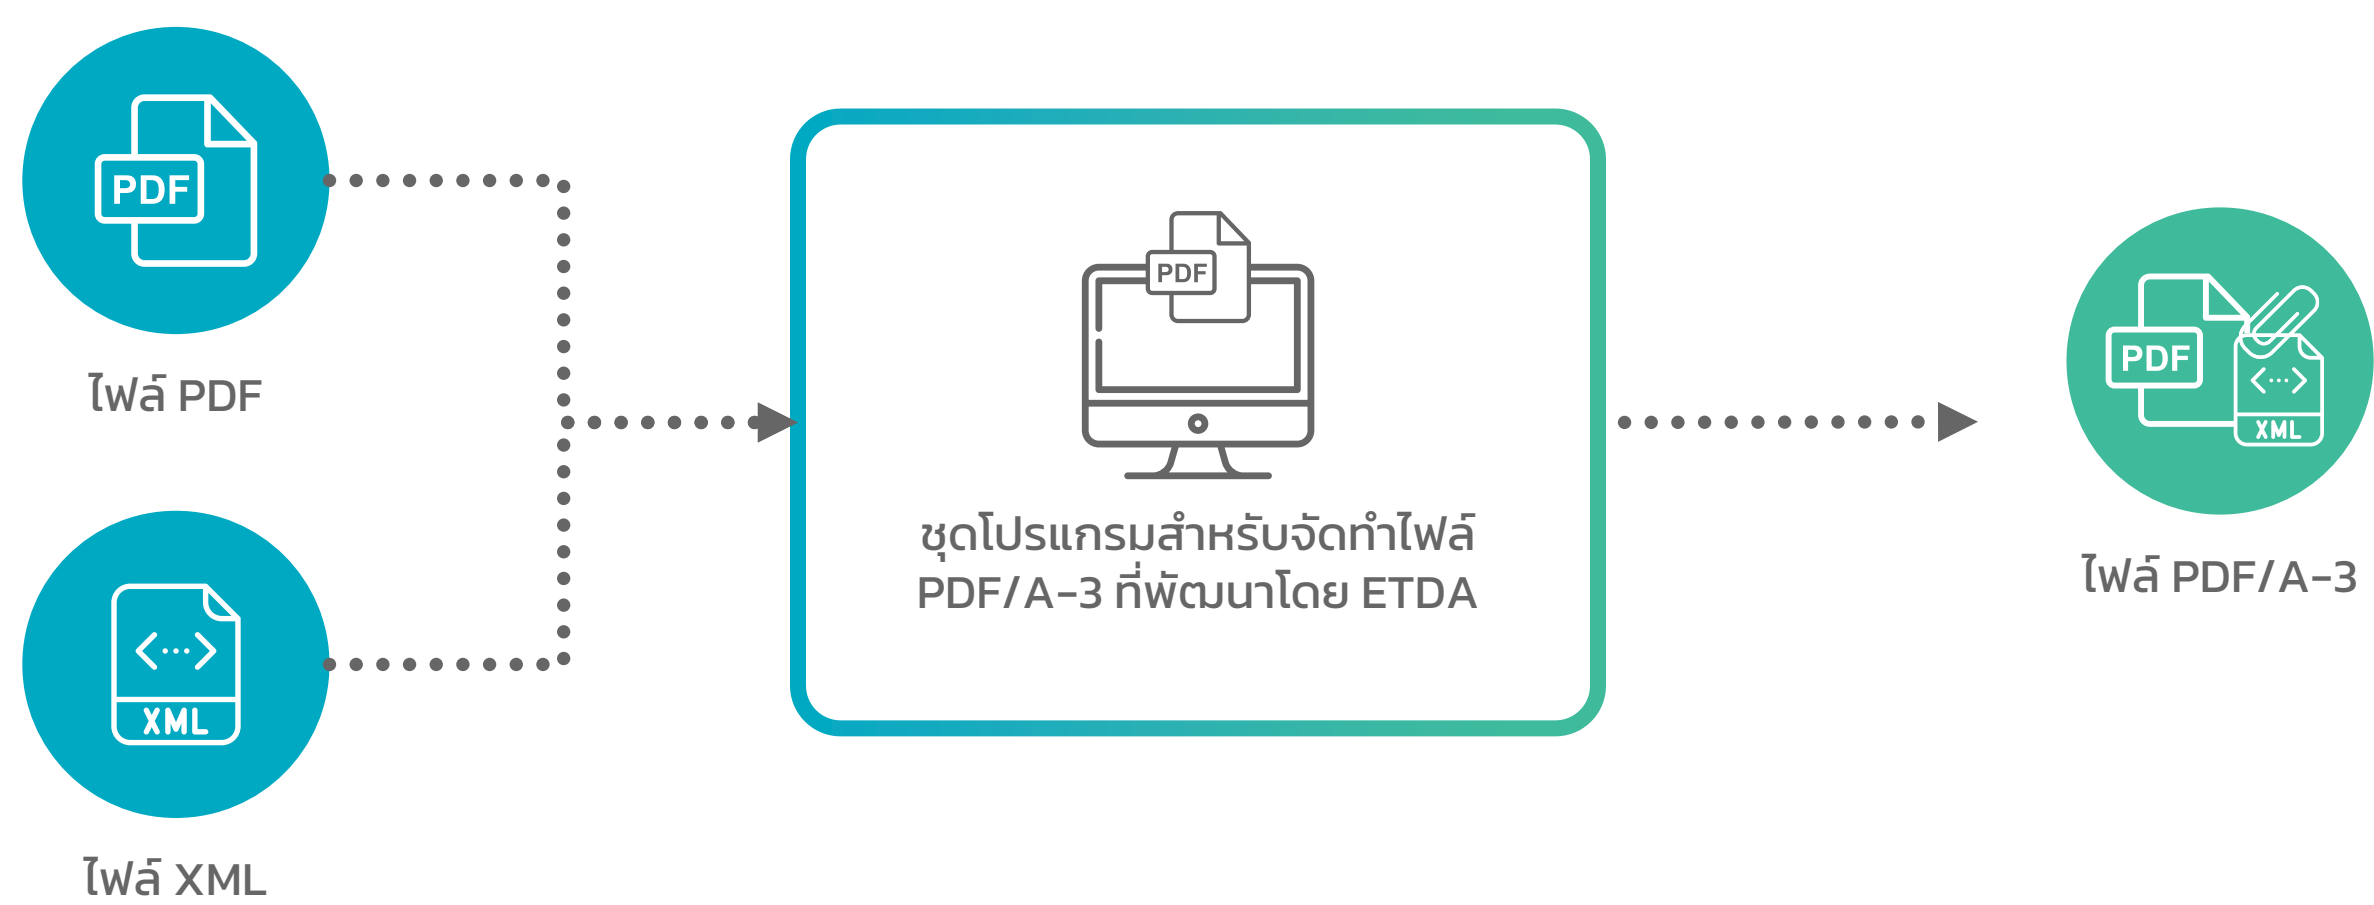 PDF
ไฟล์ PDF
XML
ไฟล์ XML
PDF
ชุดโปรแกรมสำหรับจัดทำไฟล์
PDF/A-3 ที่พัฒนาโดย ETDA
PDF
XML
ไฟล์ PDF/A-3